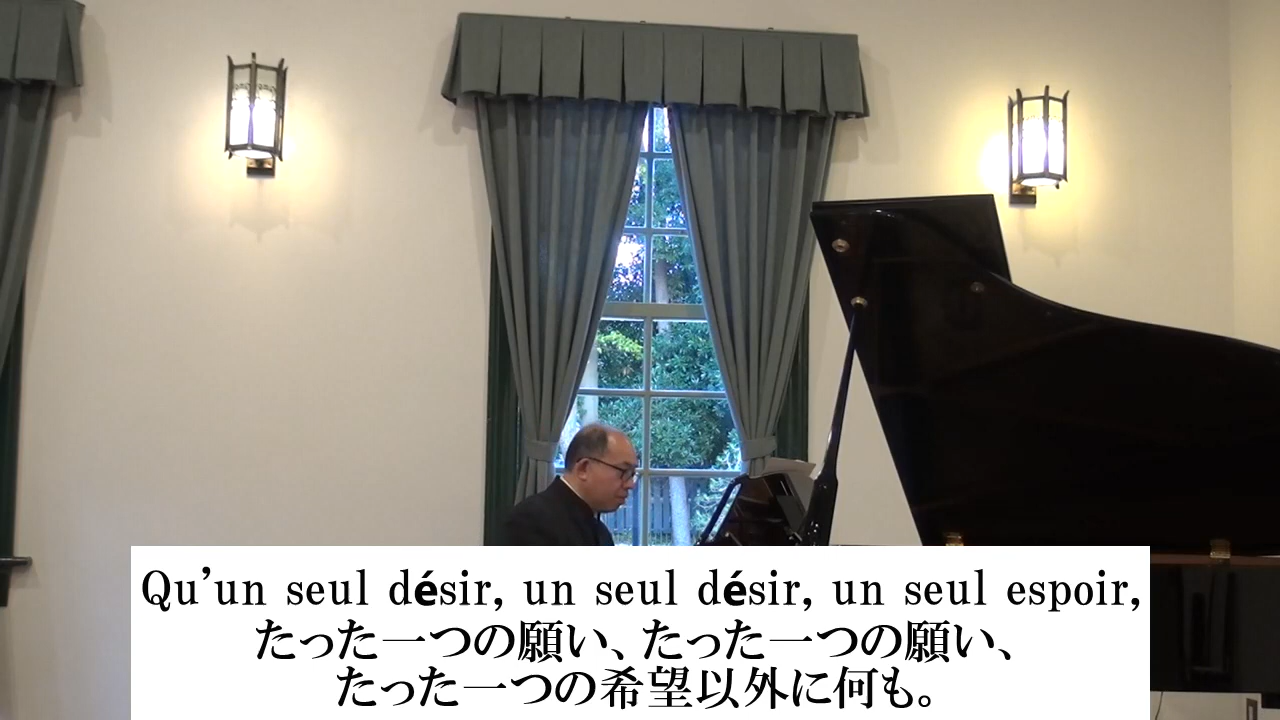 Qu’un seul désir, un seul désir, un seul espoir,
たった一つの願い、たった一つの願い、
たった一つの希望以外に何も。